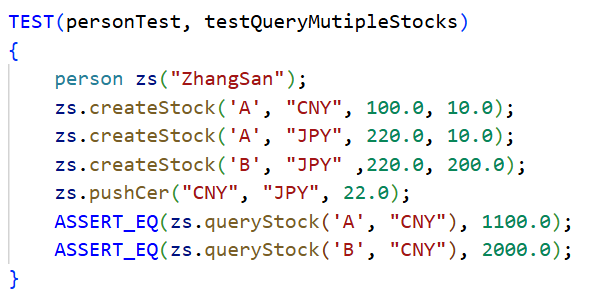 TEST(personTest, testQueryMutipleStocks)
{
    person zs("ZhangSan");
    zs.createStock('A', "CNY", 100.0, 10.0);
    zs.createStock('A', "JPY", 220.0, 10.0);
    zs.createStock('B', "JPY" ,220.0, 200.0);
    zs.pushCer("CNY", "JPY", 22.0);
    ASSERT_EQ(zs.queryStock('A', "CNY"), 1100.0);
    ASSERT_EQ(zs.queryStock('B', "CNY"), 2000.0);
}